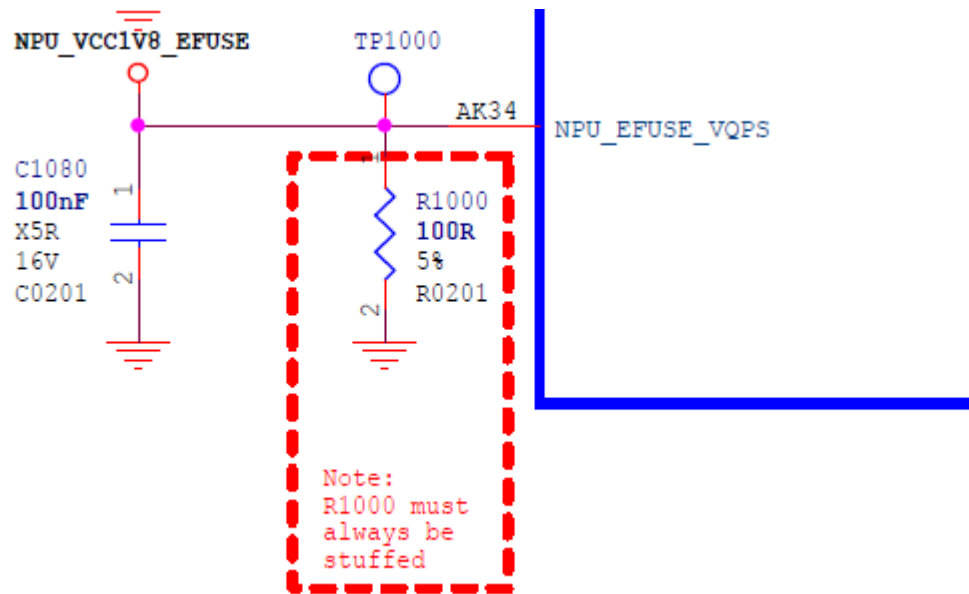 NPU_VCC1V8_EFUSE
TP1000
AK34
NPU_EFUSE_VQPS
C1080
100nF
X5R
16V
C0201
1
2
1
R1000
100R
5%
R0201
2
Note:
R1000 must
always be
stuffed